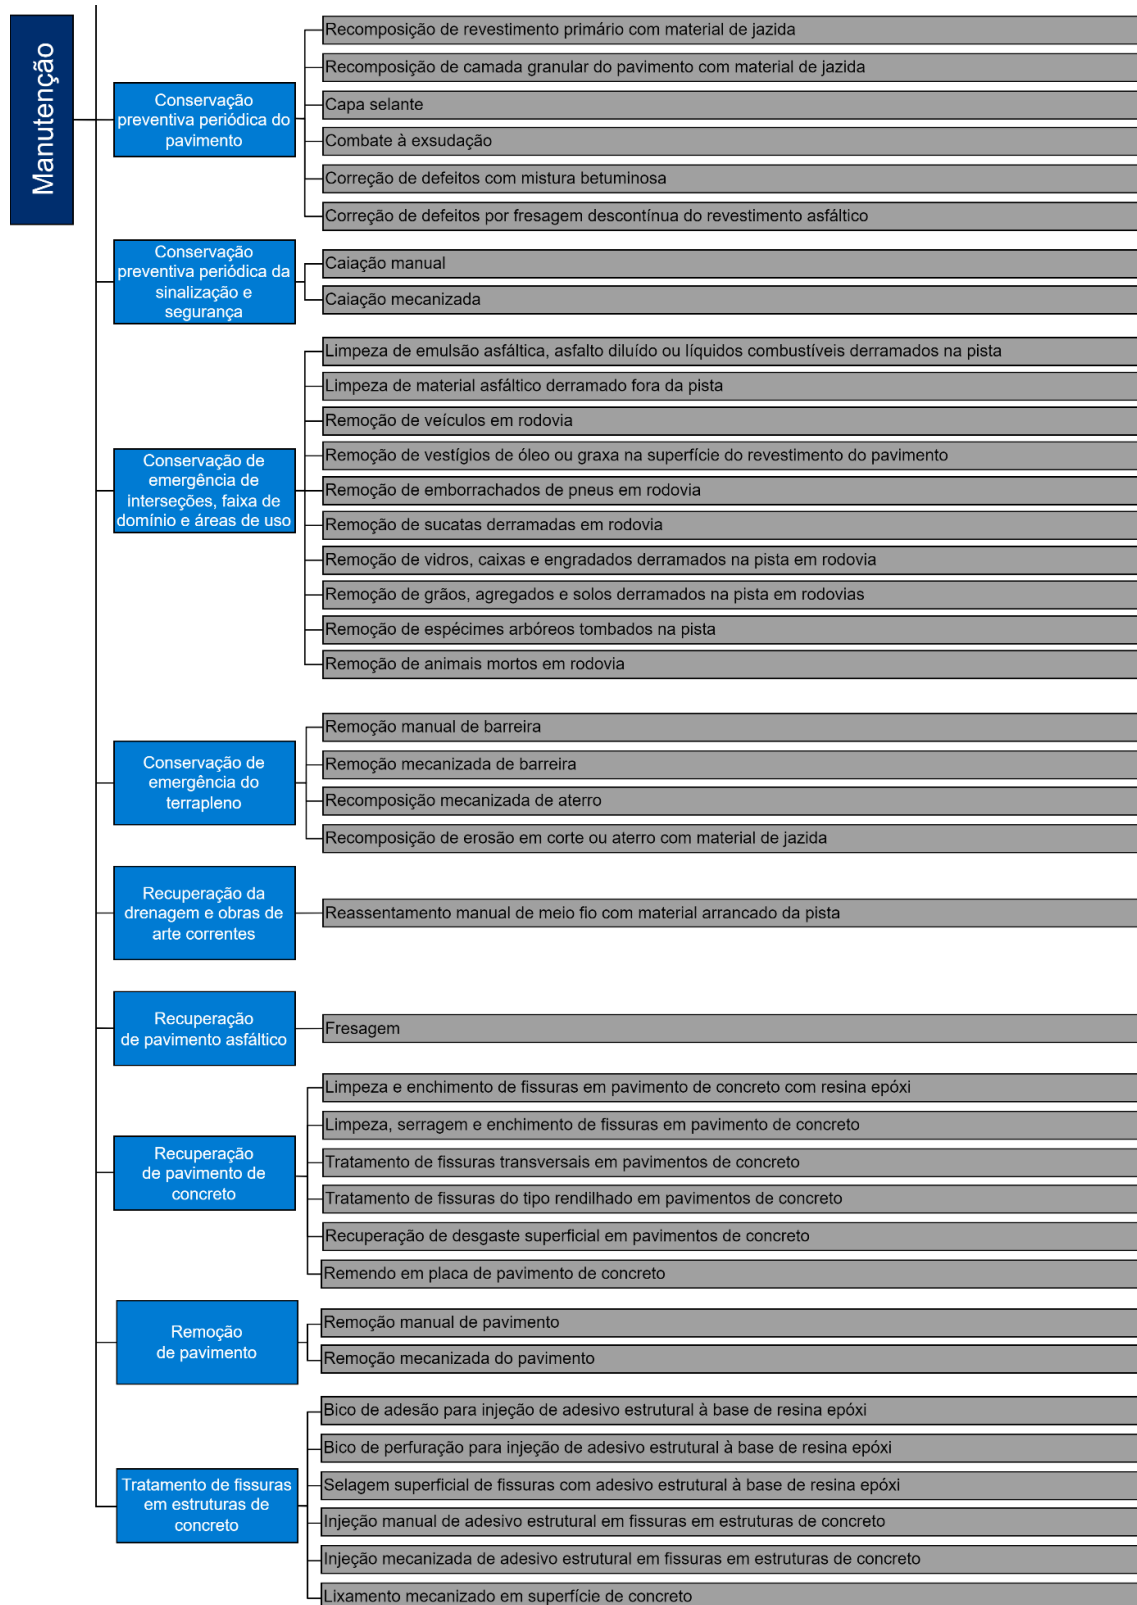 Manutenção
Conservação
preventiva periódica do
pavimento
Recomposição de revestimento primário com material de jazida
Recomposição de camada granular do pavimento com material de jazida
Capa selante
Combate à exsudação
Correção de defeitos com mistura betuminosa
Correção de defeitos por fresagem descontínua do revestimento asfáltico
Conservação
preventiva periódica da
sinalização e
segurança
Caiação manual
Caiação mecanizada
Conservação de
emergência de
interseções, faixa de
domínio e áreas de uso
Limpeza de emulsão asfáltica, asfalto diluído ou líquidos combustíveis derramados na pista
Limpeza de material asfáltico derramado fora da pista
Remoção de veículos em rodovia
Remoção de vestígios de óleo ou graxa na superfície do revestimento do pavimento
Remoção de emborrachados de pneus em rodovia
Remoção de sucatas derramadas em rodovia
Remoção de vidros, caixas e engradados derramados na pista em rodovia
Remoção de grãos, agregados e solos derramados na pista em rodovias
Remoção de espécimes arbóreos tombados na pista
Remoção de animais mortos em rodovia
Conservação de
emergência do
terrapleno
Remoção manual de barreira
Remoção mecanizada de barreira
Recomposição mecanizada de aterro
Recomposição de erosão em corte ou aterro com material de jazida
Recuperação da
drenagem e obras de
arte correntes
Reassentamento manual de meio fio com material arrancado da pista
Recuperação
de pavimento asfáltico
Fresagem
Recuperação
de pavimento de
concreto
Limpeza e enchimento de fissuras em pavimento de concreto com resina epóxi
Limpeza, serragem e enchimento de fissuras em pavimento de concreto
Tratamento de fissuras transversais em pavimentos de concreto
Tratamento de fissuras do tipo rendilhado em pavimentos de concreto
Recuperação de desgaste superficial em pavimentos de concreto
Remendo em placa de pavimento de concreto
Remoção
de pavimento
Remoção manual de pavimento
Remoção mecanizada do pavimento
Tratamento de fissuras
em estruturas de
concreto
Bico de adesão para injeção de adesivo estrutural à base de resina epóxi
Bico de perfuração para injeção de adesivo estrutural à base de resina epóxi
Selagem superficial de fissuras com adesivo estrutural à base de resina epóxi
Injeção manual de adesivo estrutural em fissuras em estruturas de concreto
Injeção mecanizada de adesivo estrutural em fissuras em estruturas de concreto
Lixamento mecanizado em superfície de concreto